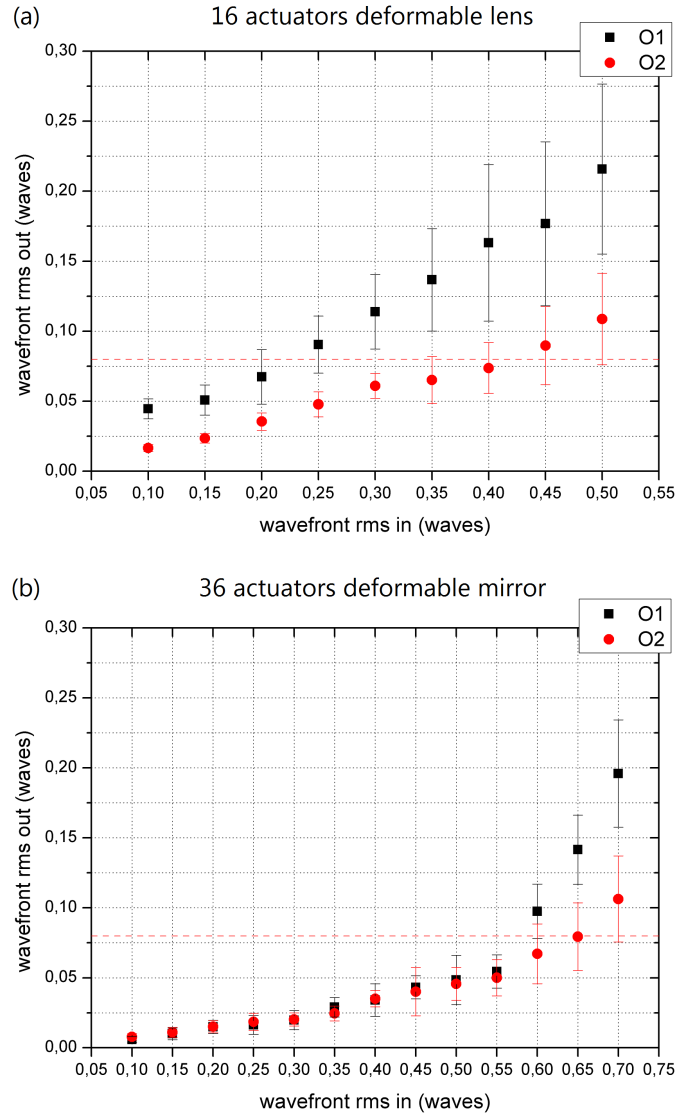 (a) 16 actuators deformable lens
O1
O2
0,30
0,25
0,20
0,15
0,10
0,05
0,00
wavefront rms out (waves)
0,05 0,10 0,15 0,20 0,25 0,30 0,35 0,40 0,45 0,50 0,55
wavefront rms in (waves)
(b) 36 actuators deformable mirror
O1
O2
0,30
0,25
0,20
0,15
0,10
0,05
0,00
wavefront rms out (waves)
0,05 0,10 0,15 0,20 0,25 0,30 0,35 0,40 0,45 0,50 0,55 0,60 0,65 0,70 0,75
wavefront rms in (waves)